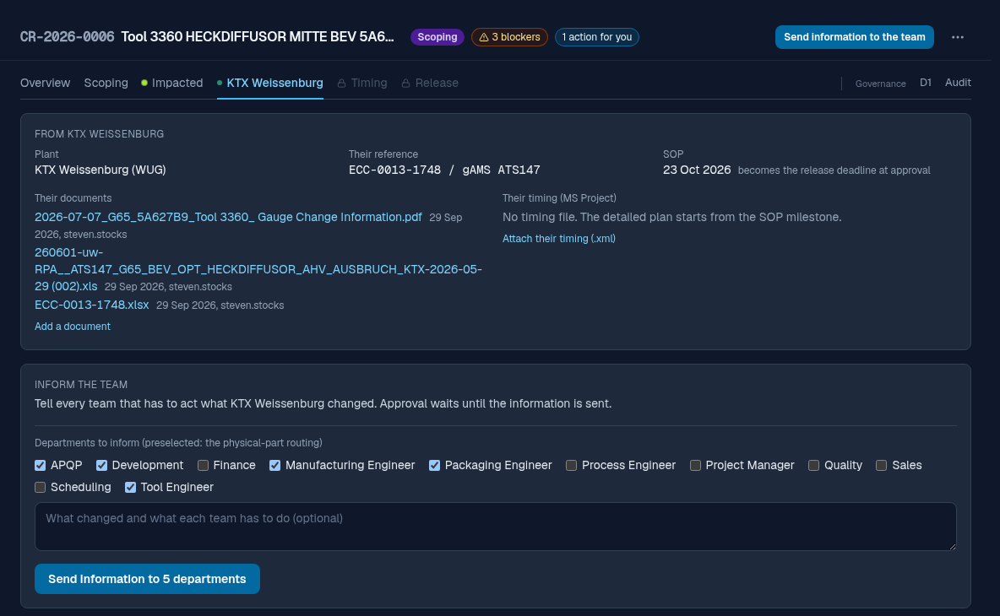 CR-2026-0006 Tool 3360 HECKDIFFUSOR MITTE BEV 5A6... Scoping 3 blockers 1 action for you Send information to the team ...
Overview Scoping Impacted KTX Weissenburg Timing Release Governance D1 Audit
FROM KTX WEISSENBURG
Plant Their reference SOP
KTX Weissenburg (WUG) ECC-0013-1748 / gAMS ATS147 23 Oct 2026 becomes the release deadline at approval
Their documents
2026-07-07_G65_5A627B9_Tool 3360_ Gauge Change Information.pdf 29 Sep
2026, steven.stocks
260601-uw-
RPA__ATS147_G65_BEV_OPT_HECKDIFFUSOR_AHV_AUSBRUCH_KTX-2026-05-
29 (002).xls 29 Sep 2026, steven.stocks
ECC-0013-1748.xlsx 29 Sep 2026, steven.stocks
Add a document
Their timing (MS Project)
No timing file. The detailed plan starts from the SOP milestone.
Attach their timing (.xml)
INFORM THE TEAM
Tell every team that has to act what KTX Weissenburg changed. Approval waits until the information is sent.
Departments to inform (preselected: the physical-part routing)
APQP Development Finance Manufacturing Engineer Packaging Engineer Process Engineer Project Manager Quality Sales
Scheduling Tool Engineer
What changed and what each team has to do (optional)
Send information to 5 departments